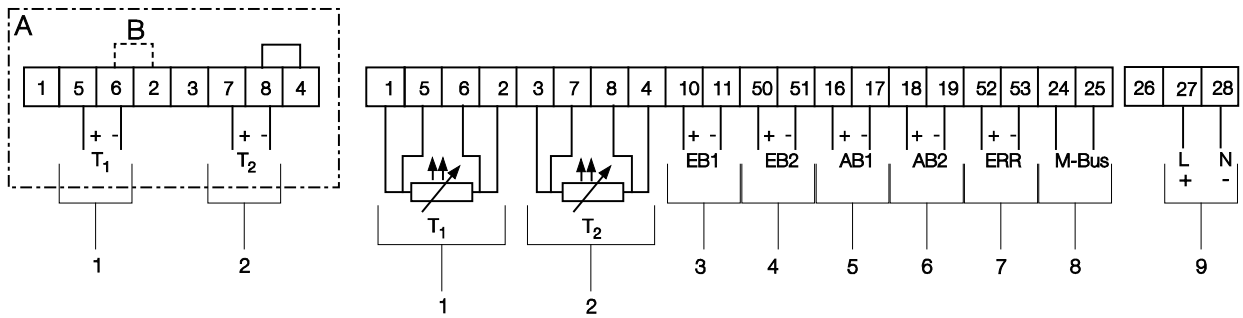 A
B
1 5 6 2 3 7 8 4
+ - + -
T1 T2
1 2
1 5 6 2 3 7 8 4 10 11 50 51 16 17 18 19 52 53 24 25 26 27 28
+ - + - + - + - + -
EB1 EB2 AB1 AB2 ERR M-Bus L N
+ -
T1 T2
3 4 5 6 7 8 9
1 2